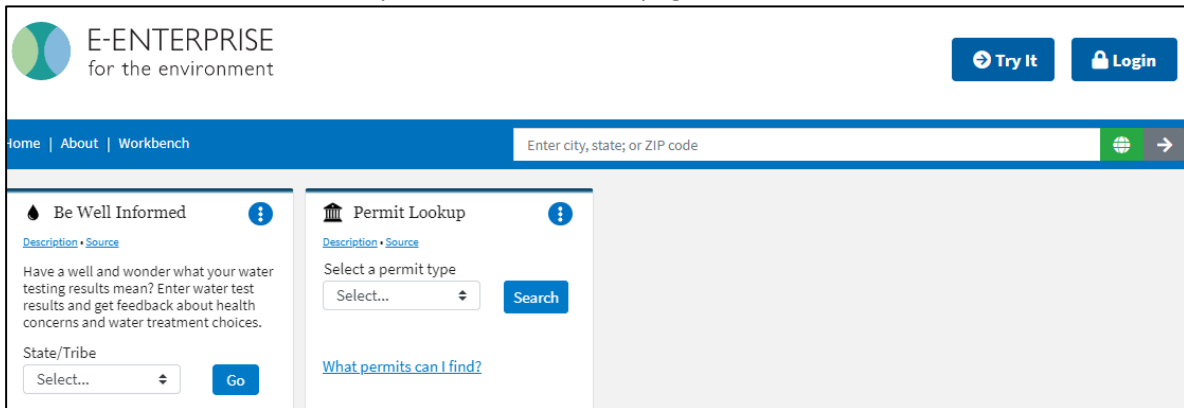 E-ENTERPRISE
for the environment
Try It
Login
Home | About | Workbench
Enter city, state; or ZIP code
Be Well Informed
Description • Source
Have a well and wonder what your water
testing results mean? Enter water test
results and get feedback about health
concerns and water treatment choices.
State/Tribe
Select...
Go
Permit Lookup
Description • Source
Select a permit type
Select...
Search
What permits can I find?